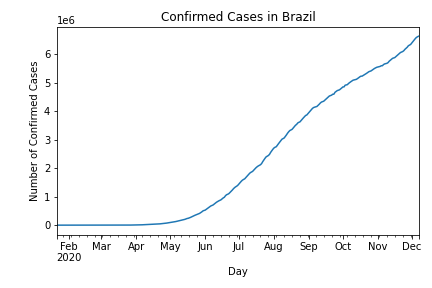 Confirmed Cases in Brazil
1e6
6
5
4
3
2
1
0
Number of Confirmed Cases
Feb Mar Apr May Jun Jul Aug Sep Oct Nov Dec
2020
Day